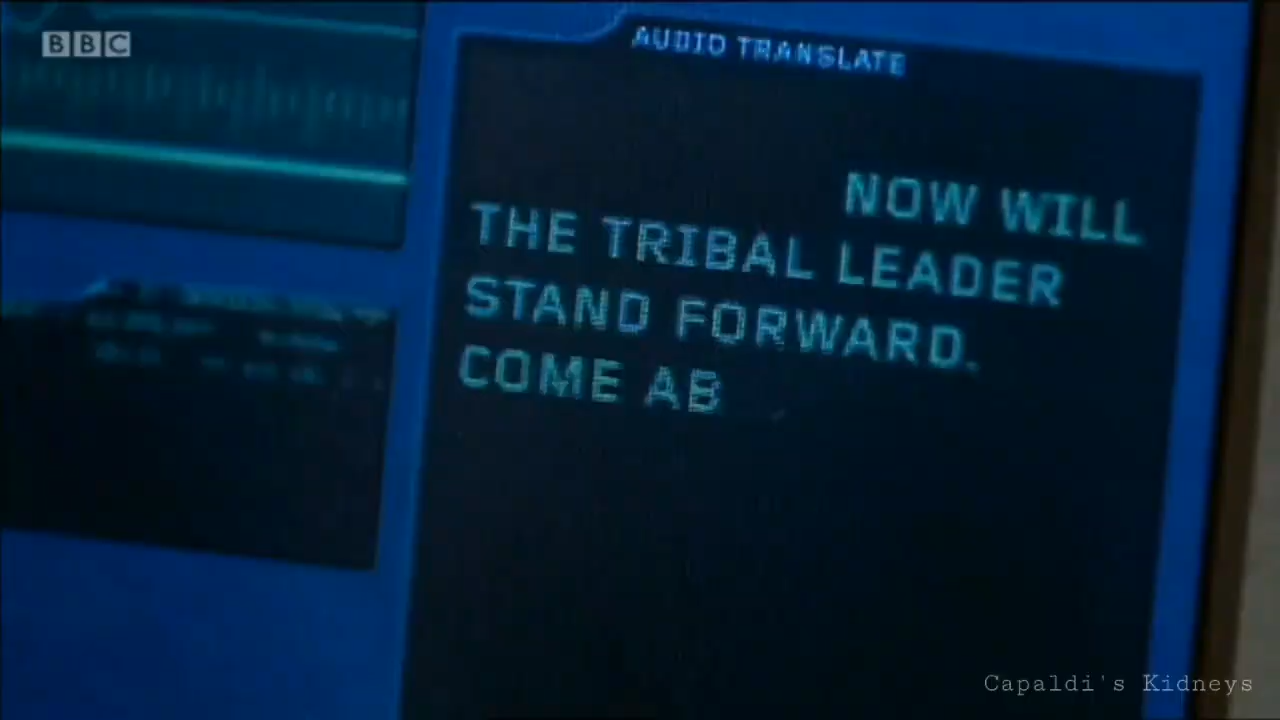 BBC
AUDIO TRANSLATE
NOW WILL
THE TRIBAL LEADER
STAND FORWARD.
COME AB
Capaldi's Kidneys